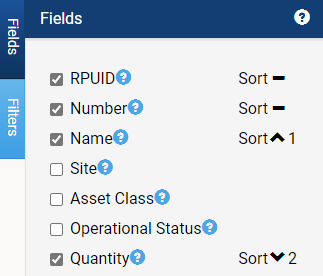 Fields
Filters
Fields ?
RPUID ? Sort
Number ? Sort
Name ? Sort 1
Site ?
Asset Class ?
Operational Status ?
Quantity ? Sort 2